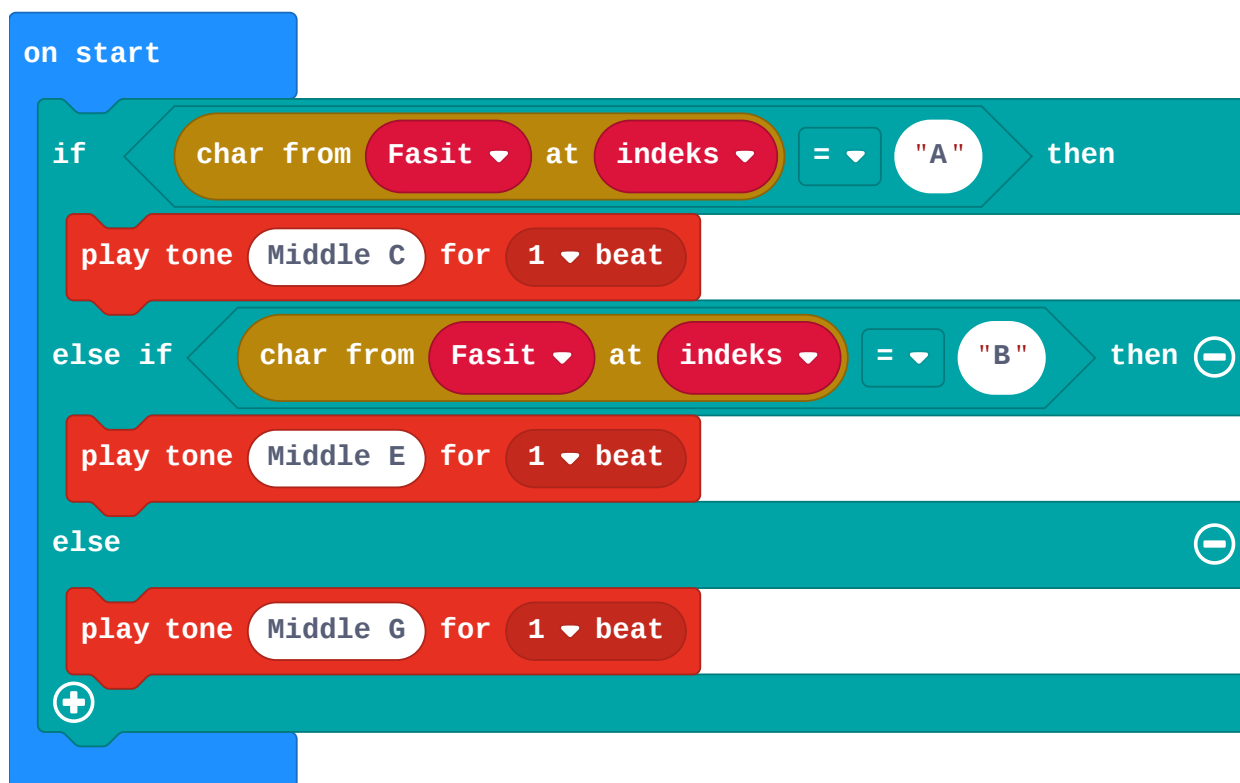 on start
if char from Fasit at indeks = "A" then
play tone Middle C for 1 beat
else if char from Fasit at indeks = "B" then
play tone Middle E for 1 beat
else
play tone Middle G for 1 beat